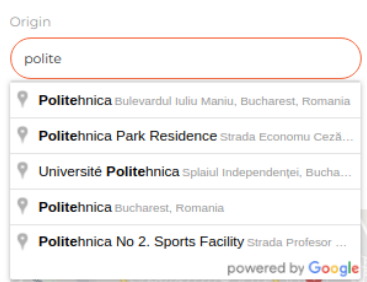 Origin
polite
Politehnica Bulevardul Iuliu Maniu, Bucharest, Romania
Politehnica Park Residence Strada Economu Ceză...
Université Politehnica Splaiul Independenței, Bucha...
Politehnica Bucharest, Romania
Politehnica No 2. Sports Facility Strada Profesor ...
powered by Google